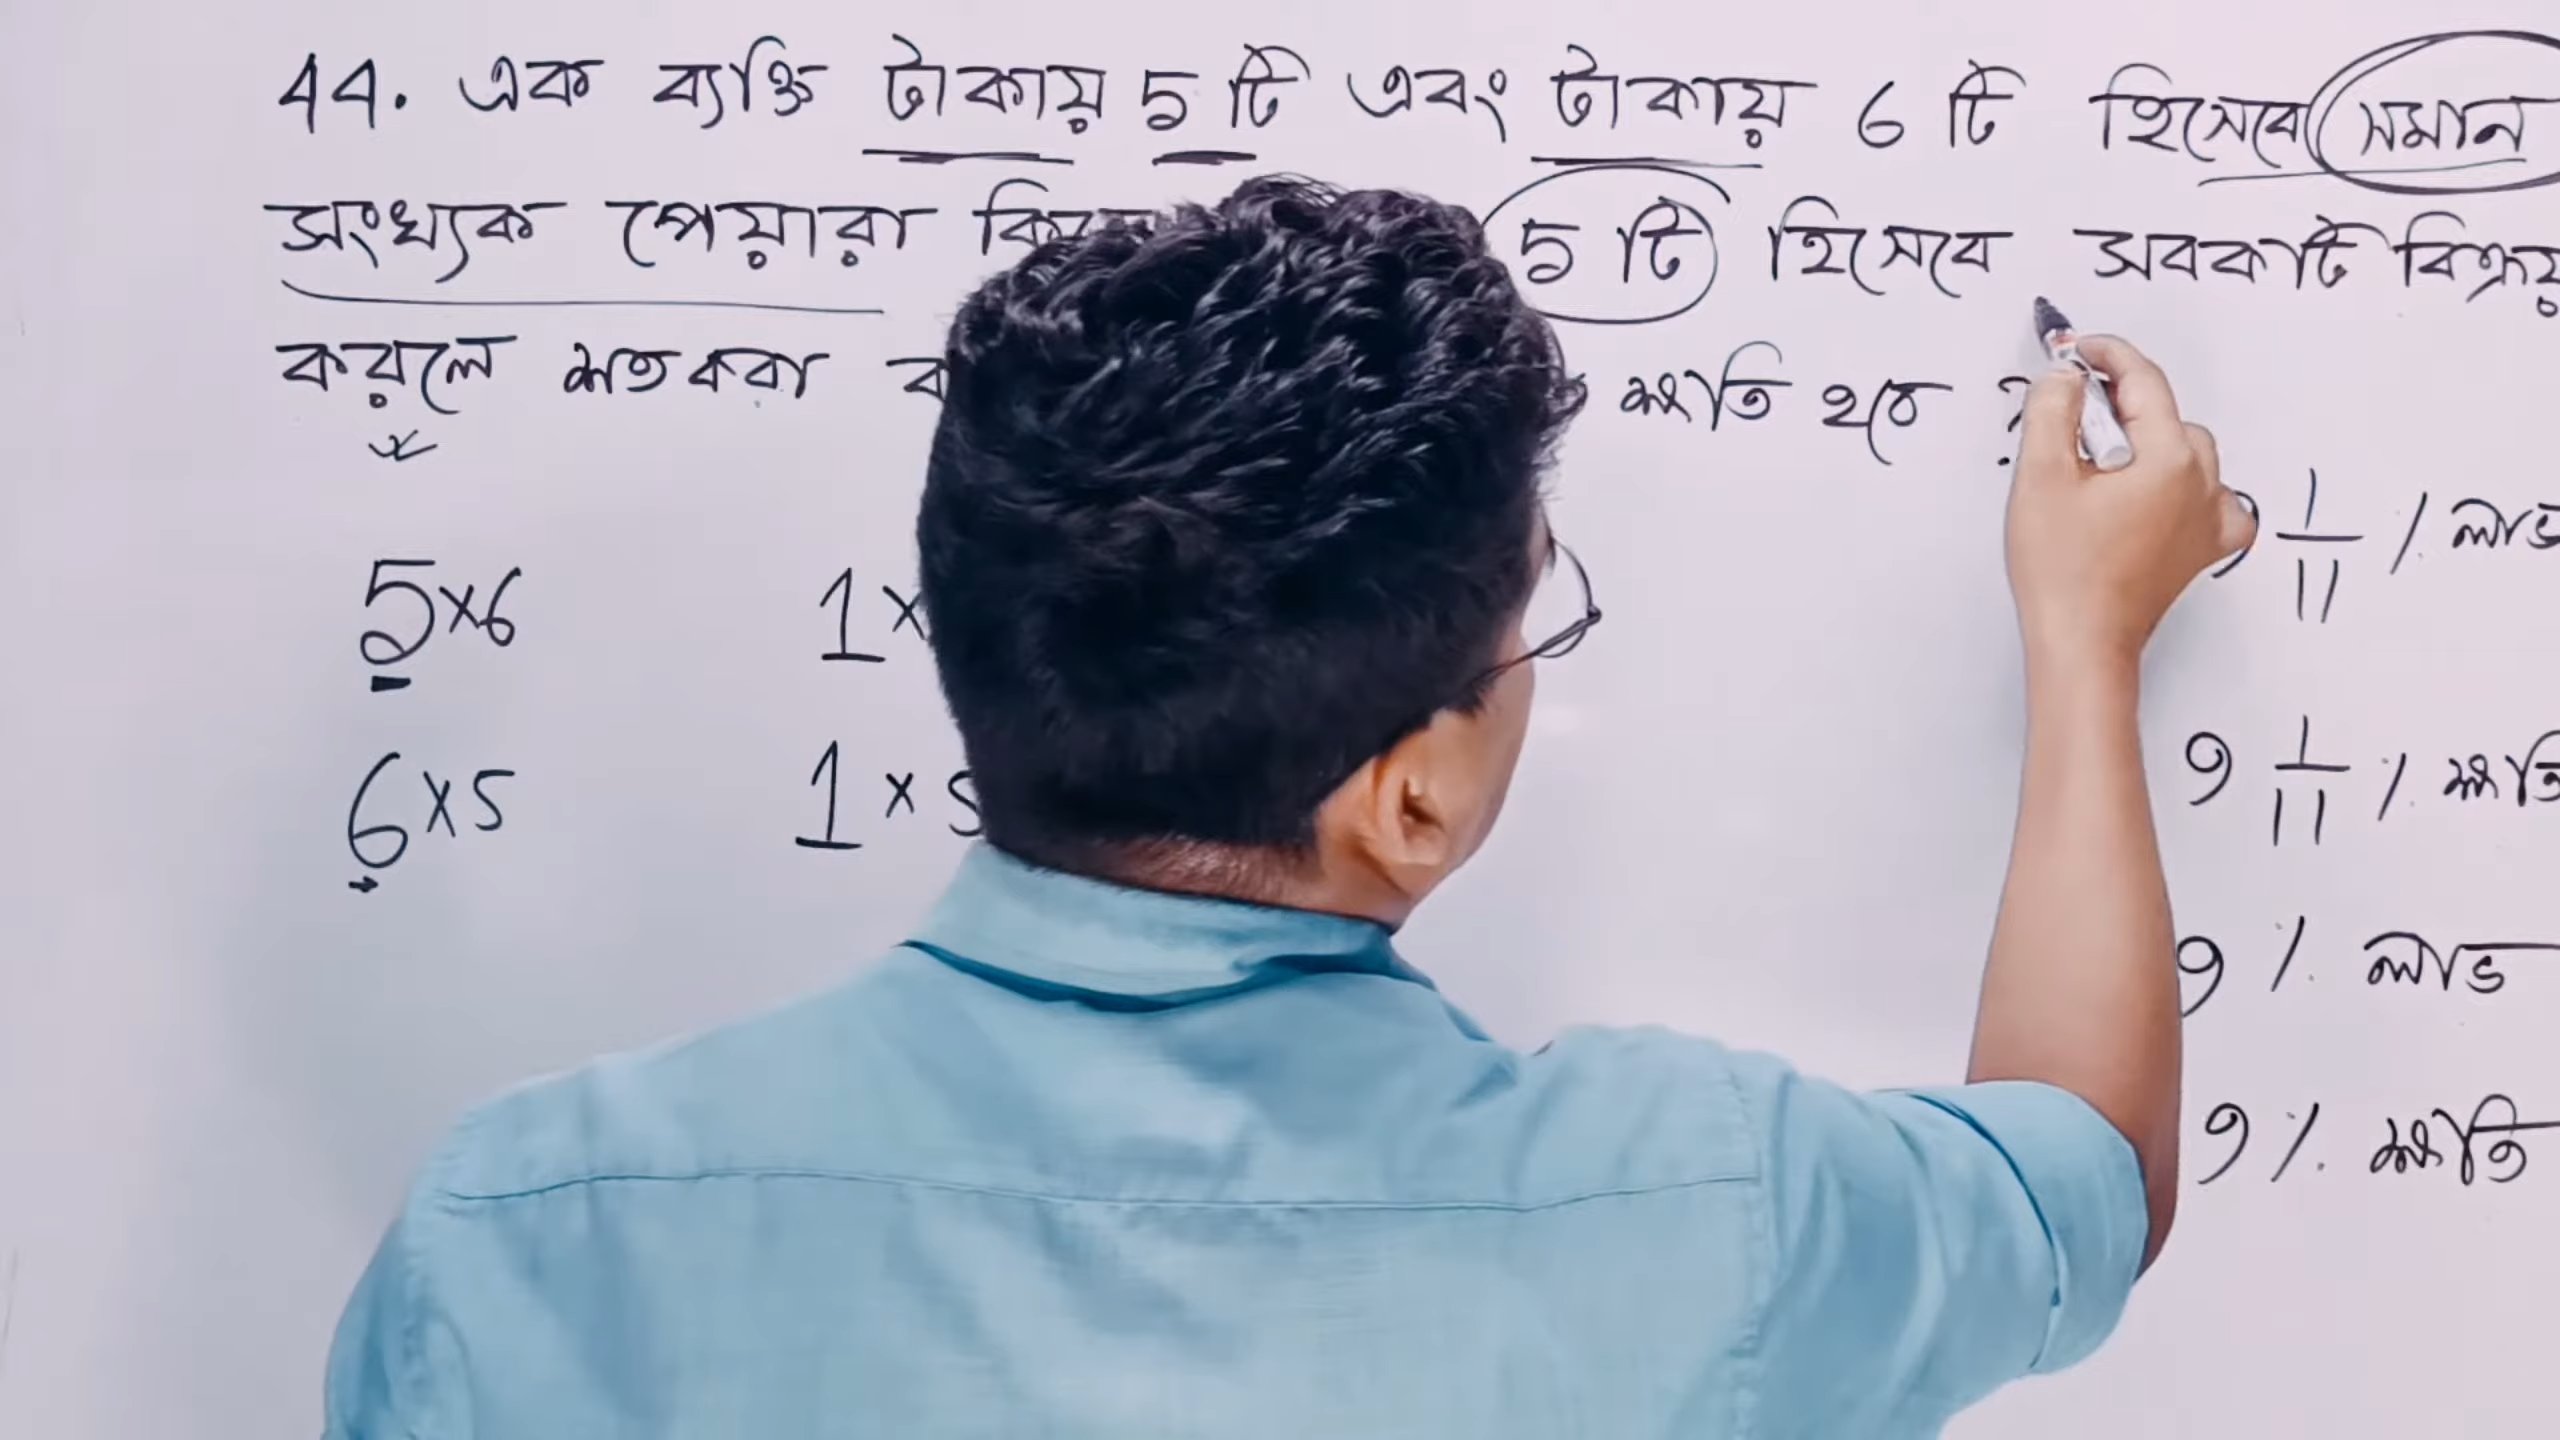 44. এক ব্যক্তি টাকায় 5 টি এবং টাকায় 6 টি হিসেবে সমান
সংখ্যক পেয়ারা 5 টি হিসেবে সবকটি বিক্রয়
করলে শতকরা ক্ষতি হবে ?
5×6 1×
6×5 1×5
9 1/11 % লাভ
9 1/11 % ক্ষতি
9 % লাভ
9 % ক্ষতি